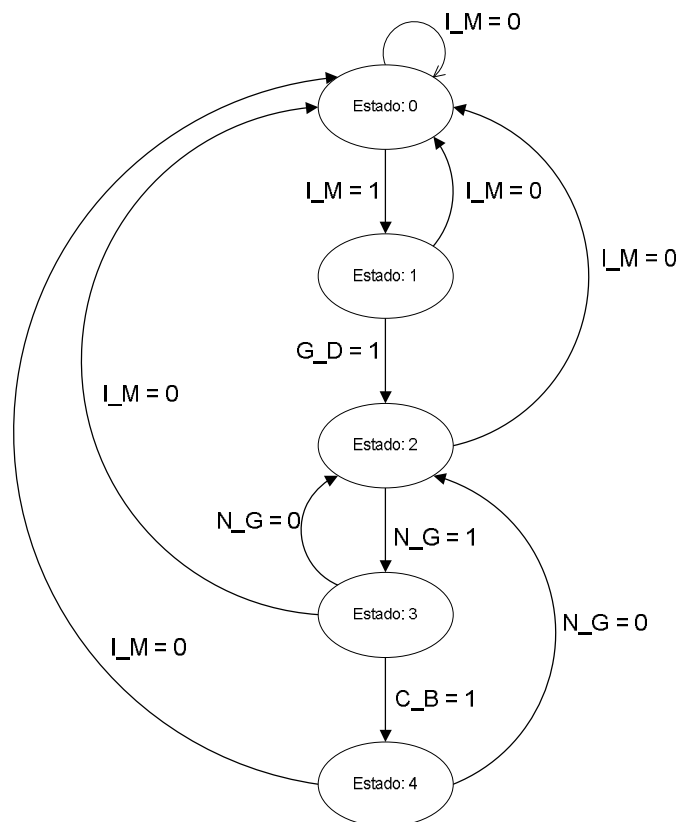 I_M = 0
Estado: 0
I_M = 1
I_M = 0
I_M = 0
Estado: 1
G_D = 1
I_M = 0
Estado: 2
N_G = 0
N_G = 1
Estado: 3
N_G = 0
I_M = 0
C_B = 1
Estado: 4